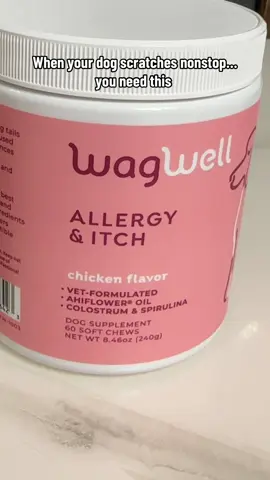 When your dog scratches nonstop...
you need this
wagwell
ALLERGY
& ITCH
chicken flavor
• VET-FORMULATED
• AHIFLOWER® OIL
• COLOSTRUM & SPIRULINA
DOG SUPPLEMENT
60 SOFT CHEWS
NET WT 8.46oz (240g)